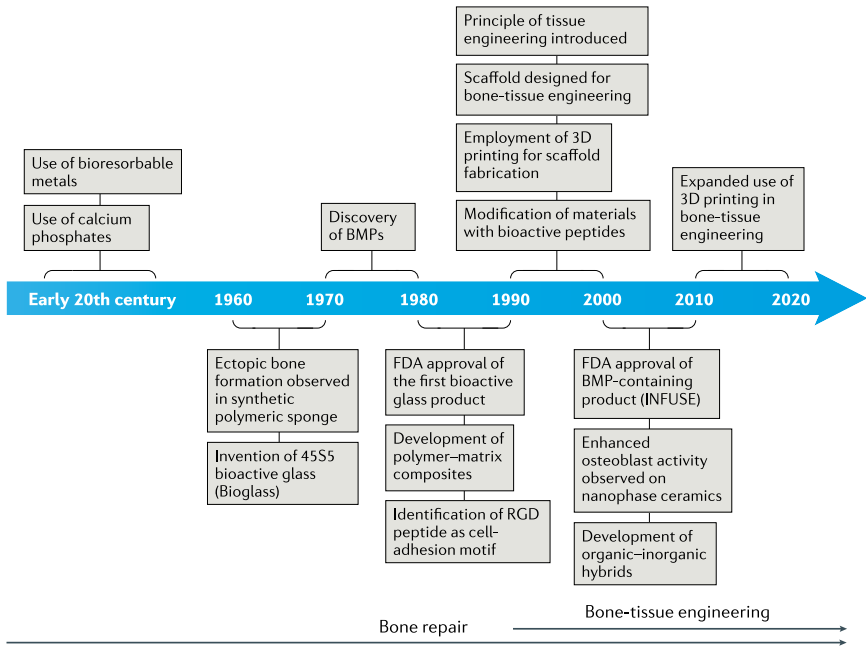 Principle of tissue
engineering introduced
Scaffold designed for
bone-tissue engineering
Employment of 3D
printing for scaffold
fabrication
Modification of materials
with bioactive peptides
Use of bioresorbable
metals
Use of calcium
phosphates
Discovery
of BMPs
Expanded use of
3D printing in
bone-tissue
engineering
Early 20th century 1960 1970 1980 1990 2000 2010 2020
Ectopic bone
formation observed
in synthetic
polymeric sponge
Invention of 45S5
bioactive glass
(Bioglass)
FDA approval of
the first bioactive
glass product
Development of
polymer–matrix
composites
Identification of RGD
peptide as cell-
adhesion motif
FDA approval of
BMP-containing
product (INFUSE)
Enhanced
osteoblast activity
observed on
nanophase ceramics
Development of
organic–inorganic
hybrids
Bone-tissue engineering
Bone repair